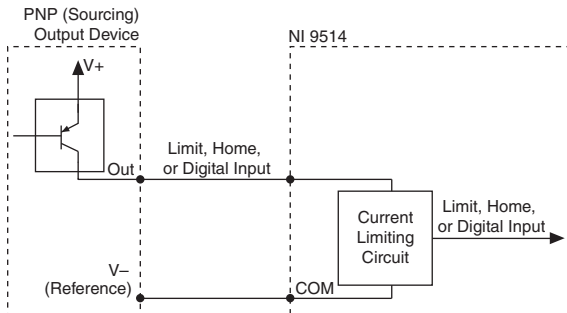 PNP (Sourcing)
Output Device
NI 9514
V+
Out
Limit, Home,
or Digital Input
Current
Limiting
Circuit
Limit, Home,
or Digital Input
V–
(Reference)
COM